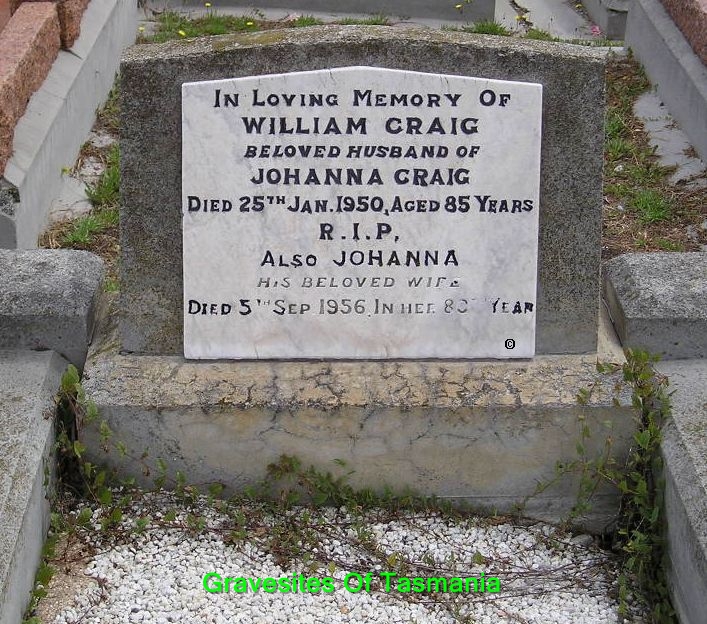 In Loving Memory Of
WILLIAM CRAIG
BELOVED HUSBAND OF
JOHANNA CRAIG
Died 25TH Jan. 1950, Aged 85 Years
R.I.P.
Also JOHANNA
HIS BELOVED WIFE
Died 5TH Sep 1956. In Her Year
©
Gravesites Of Tasmania